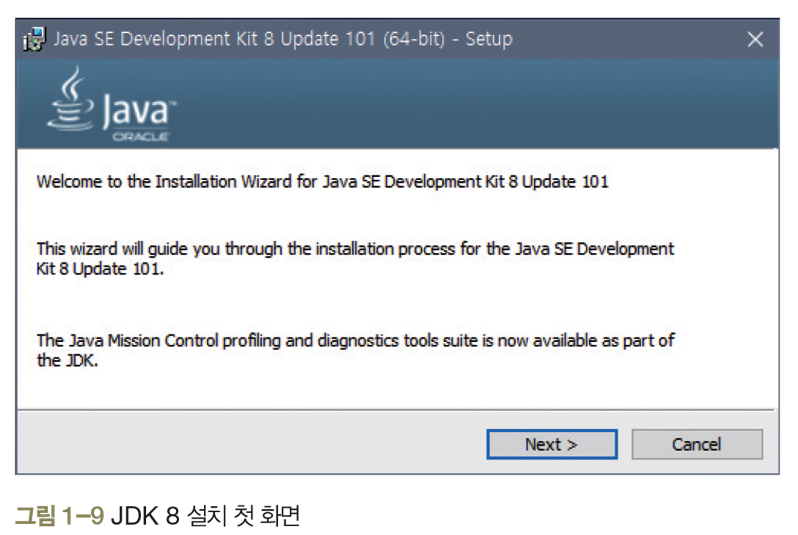 Java SE Development Kit 8 Update 101 (64-bit) - Setup
Java™
ORACLE
Welcome to the Installation Wizard for Java SE Development Kit 8 Update 101
This wizard will guide you through the installation process for the Java SE Development
Kit 8 Update 101.
The Java Mission Control profiling and diagnostics tools suite is now available as part of
the JDK.
Next >
Cancel
그림 1-9 JDK 8 설치 첫 화면